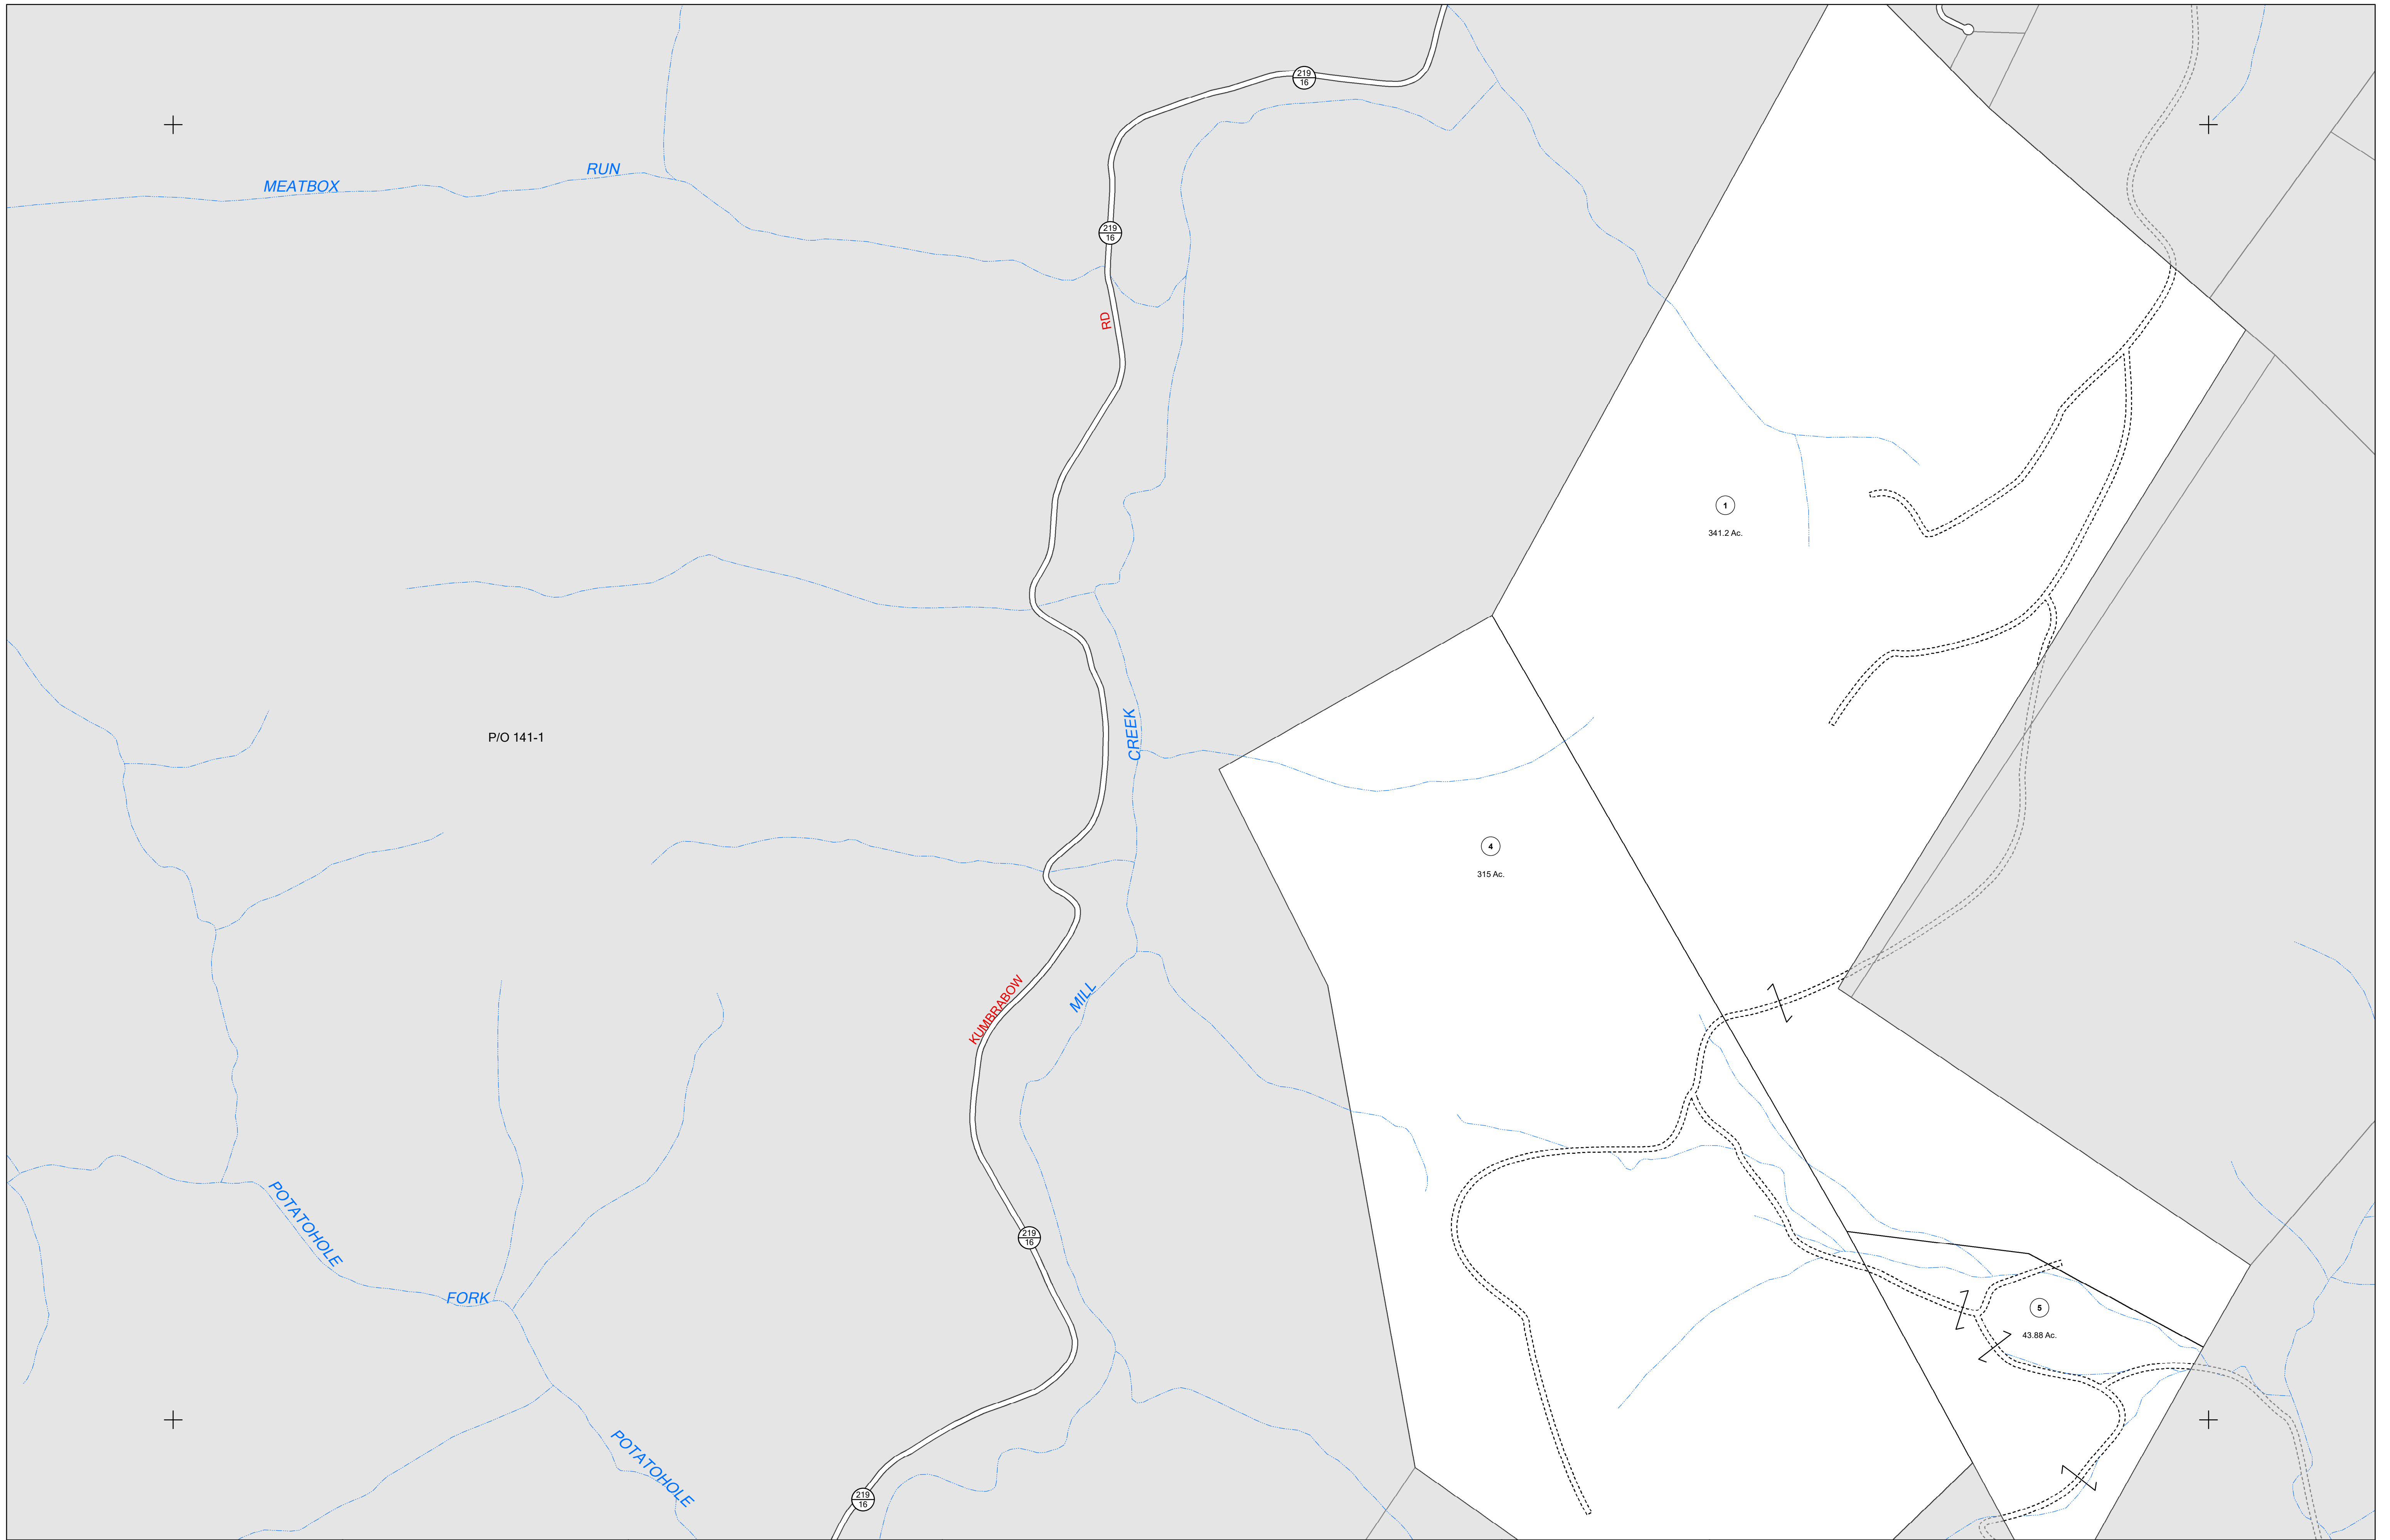 219
16
MEATBOX RUN
219
16
RD
1
341.2 Ac.
P/O 141-1
CREEK
4
315 Ac.
KUMBRABOW
MILL
POTATOHOLE
219
16
FORK
5
43.88 Ac.
POTATOHOLE
219
16